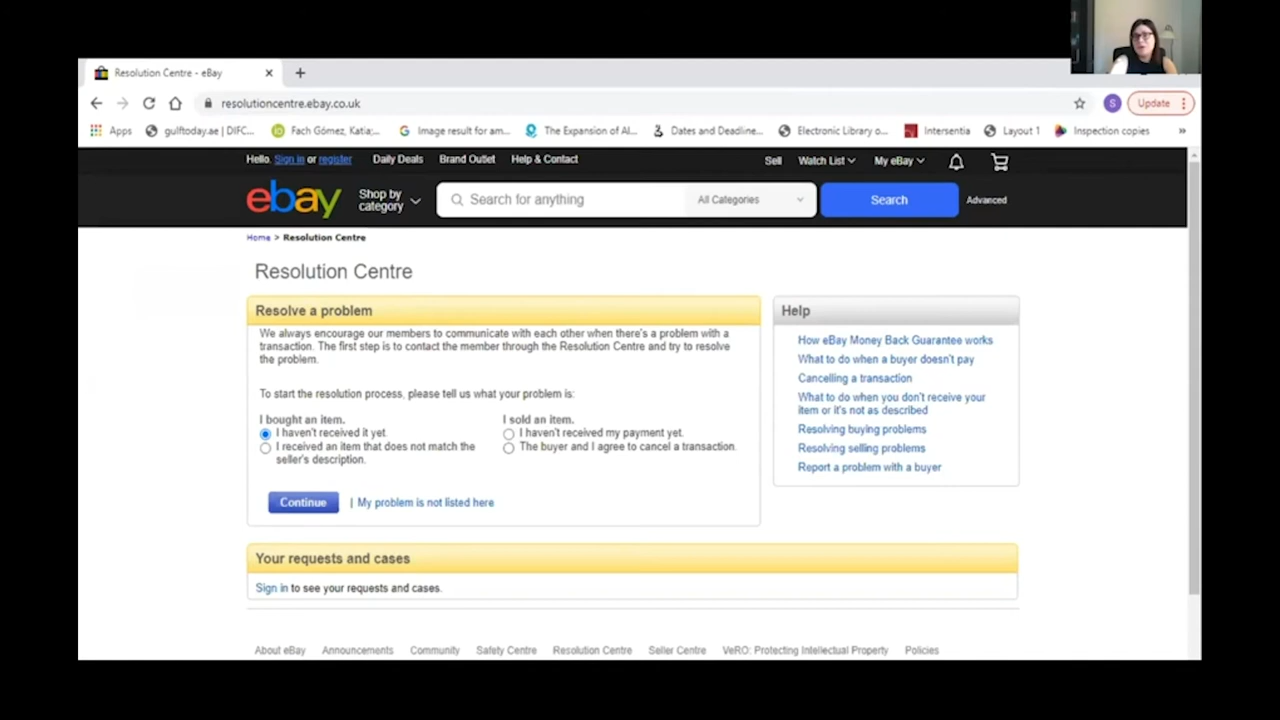 Resolution Centre - eBay
resolutioncentre.ebay.co.uk
S
Update
Apps
gulftoday.ae | DIFC...
Fach Gómez, Katia;...
Image result for am...
The Expansion of Al...
Dates and Deadline...
Electronic Library o...
Intersentia
Layout 1
Inspection copies
»
Hello. Sign in or register
Daily Deals
Brand Outlet
Help & Contact
Sell
Watch List
My eBay
ebay
Shop by
category
Search for anything
All Categories
Search
Advanced
Home > Resolution Centre
Resolution Centre
Resolve a problem
We always encourage our members to communicate with each other when there's a problem with a
transaction. The first step is to contact the member through the Resolution Centre and try to resolve
the problem.
To start the resolution process, please tell us what your problem is:
I bought an item.
I haven't received it yet.
I received an item that does not match the
seller's description.
I sold an item.
I haven't received my payment yet.
The buyer and I agree to cancel a transaction.
Continue
| My problem is not listed here
Help
How eBay Money Back Guarantee works
What to do when a buyer doesn't pay
Cancelling a transaction
What to do when you don't receive your
item or it's not as described
Resolving buying problems
Resolving selling problems
Report a problem with a buyer
Your requests and cases
Sign in to see your requests and cases.
About eBay
Announcements
Community
Safety Centre
Resolution Centre
Seller Centre
VeRO: Protecting Intellectual Property
Policies